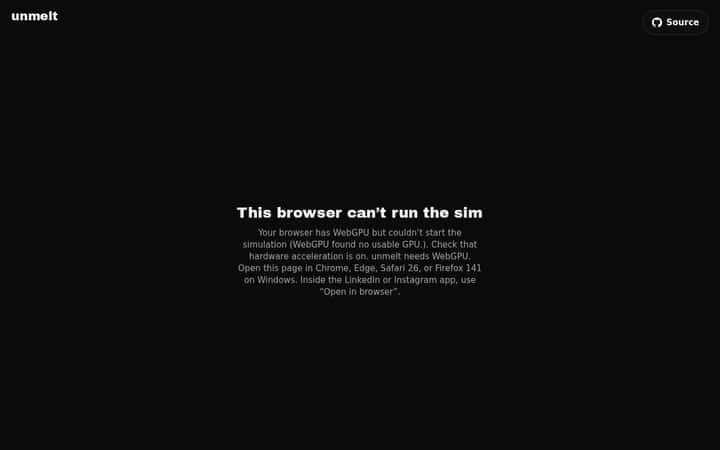 unmelt
Source
This browser can’t run the sim
Your browser has WebGPU but couldn’t start the
simulation (WebGPU found no usable GPU.). Check that
hardware acceleration is on. unmelt needs WebGPU.
Open this page in Chrome, Edge, Safari 26, or Firefox 141
on Windows. Inside the LinkedIn or Instagram app, use
“Open in browser”.